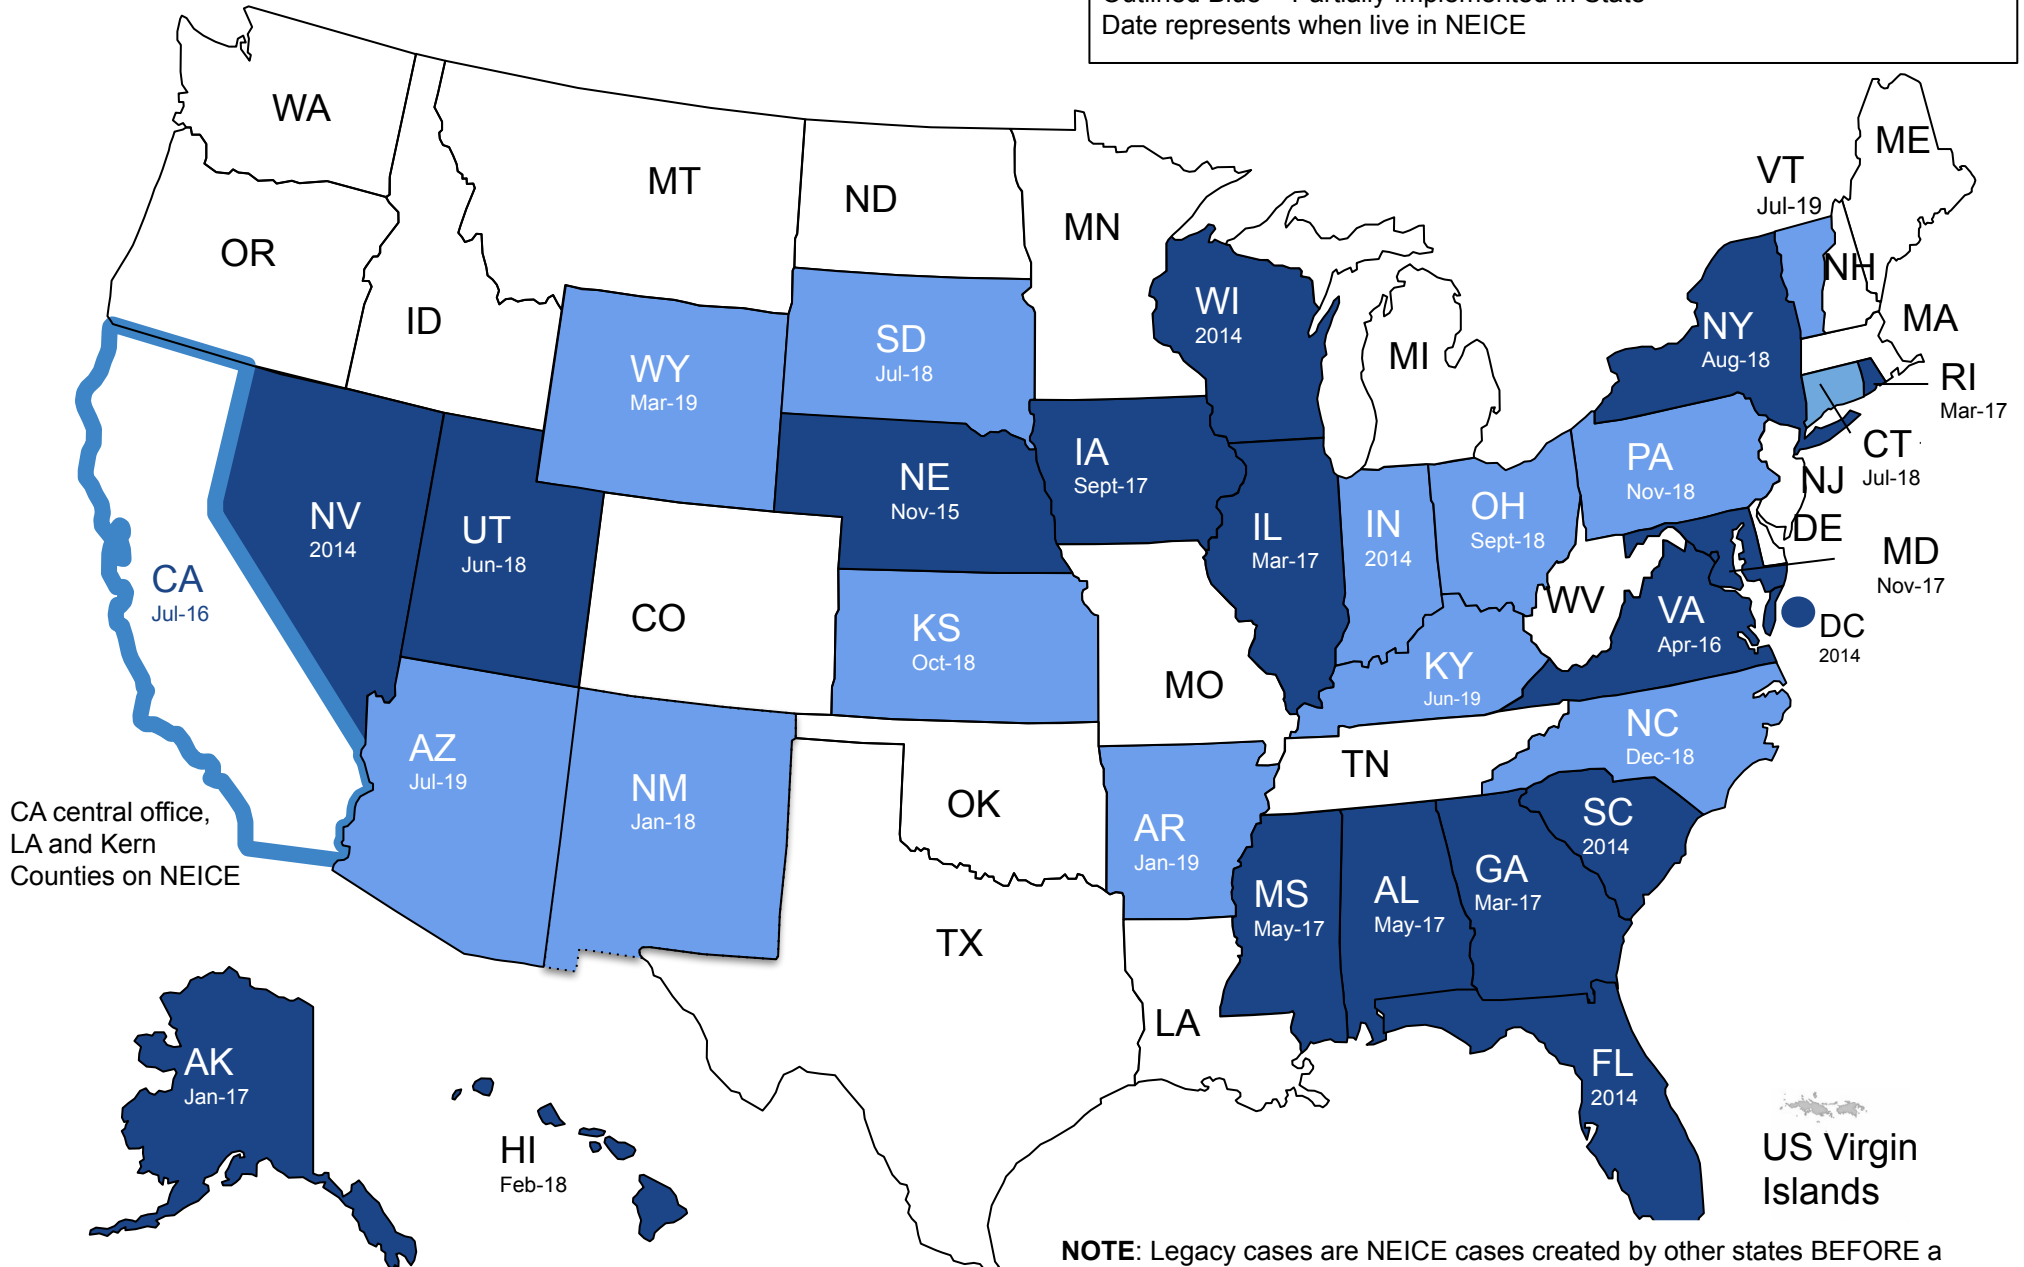 Date represents when live in NEICE
WA
OR
ID
MT
ND
MN
WI
2014
MI
VT
Jul-19
ME
NH
MA
NY
Aug-18
RI
Mar-17
CT
Jul-18
WY
Mar-19
SD
Jul-18
NE
Nov-15
IA
Sept-17
IL
Mar-17
IN
2014
OH
Sept-18
PA
Nov-18
NJ
DE
MD
Nov-17
DC
2014
NV
2014
UT
Jun-18
CA
Jul-16
CO
KS
Oct-18
MO
KY
Jun-19
WV
VA
Apr-16
NC
Dec-18
TN
SC
2014
AZ
Jul-19
NM
Jan-18
OK
AR
Jan-19
MS
May-17
AL
May-17
GA
Mar-17
TX
LA
FL
2014
CA central office,
LA and Kern
Counties on NEICE
AK
Jan-17
HI
Feb-18
US Virgin
Islands
NOTE: Legacy cases are NEICE cases created by other states BEFORE a